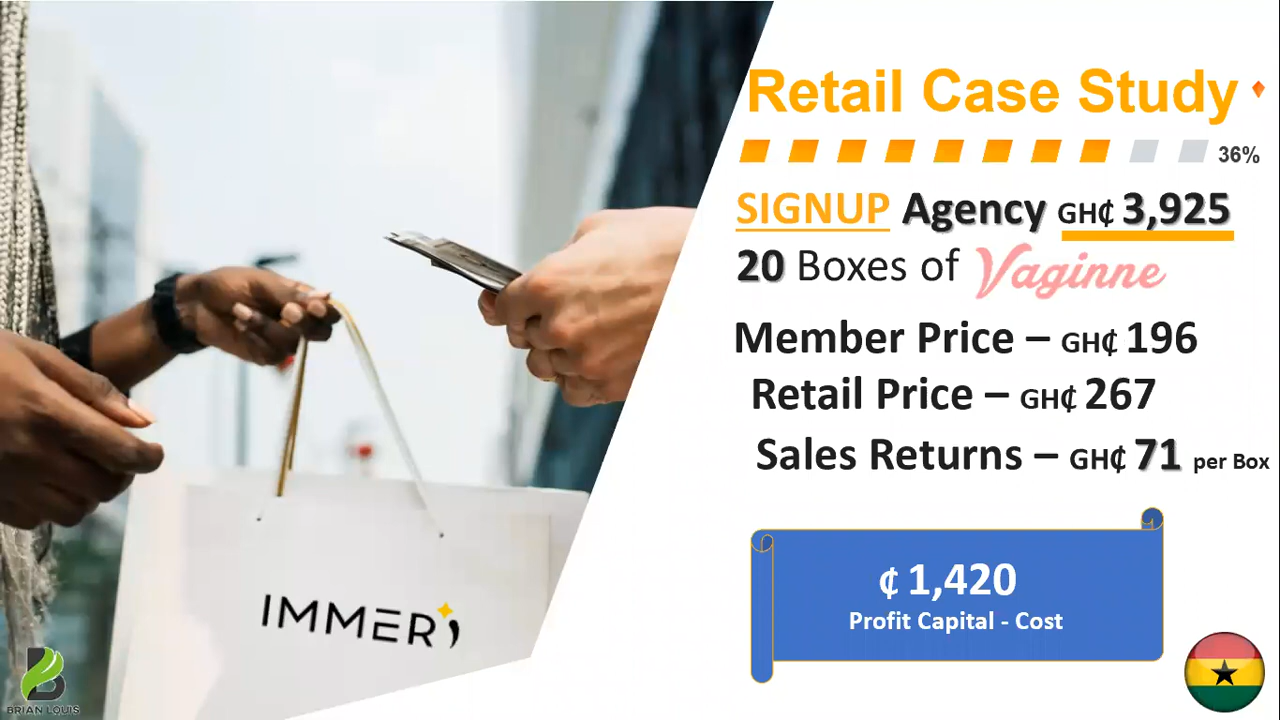 Retail Case Study
36%
SIGNUP Agency GH₵ 3,925
20 Boxes of Vaginne
Member Price – GH₵ 196
Retail Price – GH₵ 267
Sales Returns – GH₵ 71 per Box
₵ 1,420
Profit Capital - Cost
IMMERI
BRIAN LOUIS